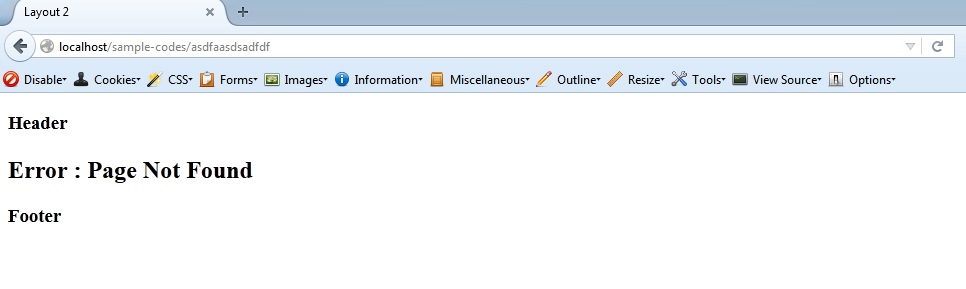 Layout 2
localhost/sample-codes/asdfaasdsadfdf
Disable Cookies CSS Forms Images Information Miscellaneous Outline Resize Tools View Source Options
Header
Error : Page Not Found
Footer